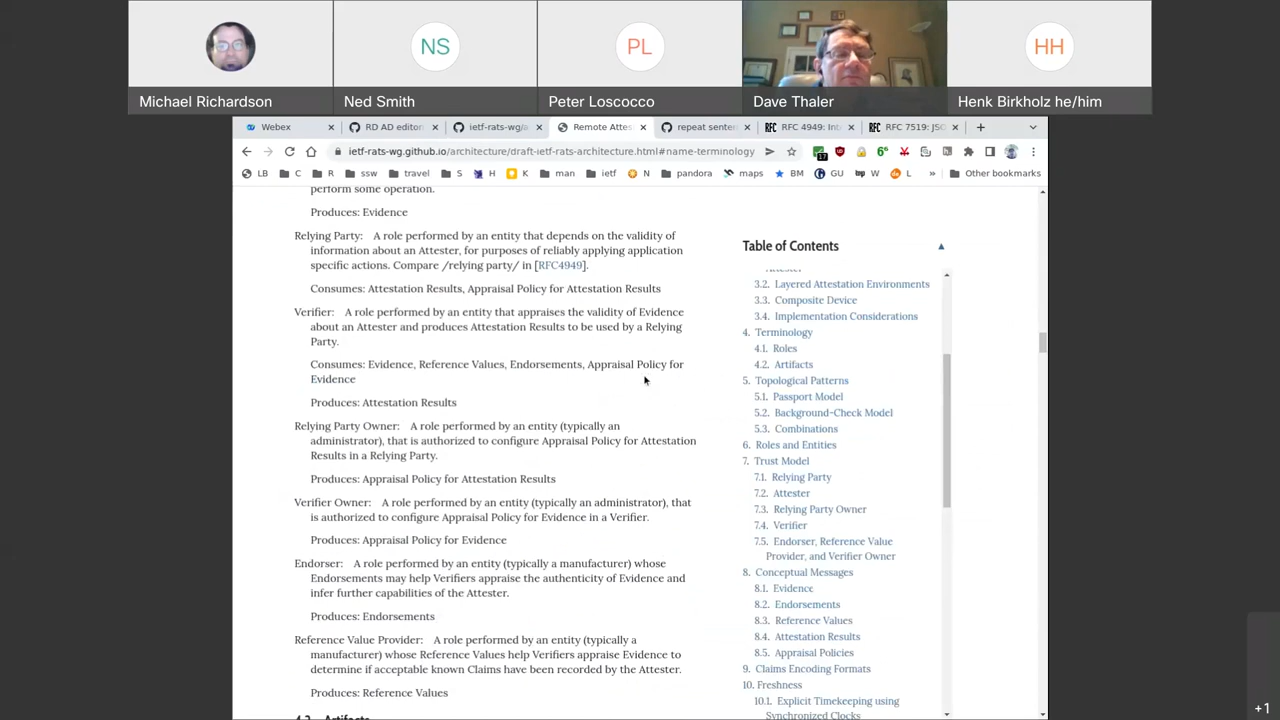 NS
PL
HH
Michael Richardson
Ned Smith
Peter Loscocco
Dave Thaler
Henk Birkholz he/him
Webex
RD AD editor
ietf-rats-wg/a
Remote Attes
repeat senten
RFC 4949: Int
RFC 7519: JSO
ietf-rats-wg.github.io/architecture/draft-ietf-rats-architecture.html#name-terminology
17
6⁰
LB
C
R
ssw
travel
S
H
K
man
ietf
N
pandora
maps
BM
GU
W
L
»
Other bookmarks
perform some operation.
Produces: Evidence
Relying Party: A role performed by an entity that depends on the validity of
information about an Attester, for purposes of reliably applying application
specific actions. Compare /relying party/ in [RFC4949].
Consumes: Attestation Results, Appraisal Policy for Attestation Results
Verifier: A role performed by an entity that appraises the validity of Evidence
about an Attester and produces Attestation Results to be used by a Relying
Party.
Consumes: Evidence, Reference Values, Endorsements, Appraisal Policy for
Evidence
Produces: Attestation Results
Relying Party Owner: A role performed by an entity (typically an
administrator), that is authorized to configure Appraisal Policy for Attestation
Results in a Relying Party.
Produces: Appraisal Policy for Attestation Results
Verifier Owner: A role performed by an entity (typically an administrator), that
is authorized to configure Appraisal Policy for Evidence in a Verifier.
Produces: Appraisal Policy for Evidence
Endorser: A role performed by an entity (typically a manufacturer) whose
Endorsements may help Verifiers appraise the authenticity of Evidence and
infer further capabilities of the Attester.
Produces: Endorsements
Reference Value Provider: A role performed by an entity (typically a
manufacturer) whose Reference Values help Verifiers appraise Evidence to
determine if acceptable known Claims have been recorded by the Attester.
Produces: Reference Values
4.2. Artifacts
Table of Contents
Attester
3.2. Layered Attestation Environments
3.3. Composite Device
3.4. Implementation Considerations
4. Terminology
4.1. Roles
4.2. Artifacts
5. Topological Patterns
5.1. Passport Model
5.2. Background-Check Model
5.3. Combinations
6. Roles and Entities
7. Trust Model
7.1. Relying Party
7.2. Attester
7.3. Relying Party Owner
7.4. Verifier
7.5. Endorser, Reference Value
Provider, and Verifier Owner
8. Conceptual Messages
8.1. Evidence
8.2. Endorsements
8.3. Reference Values
8.4. Attestation Results
8.5. Appraisal Policies
9. Claims Encoding Formats
10. Freshness
10.1. Explicit Timekeeping using
Synchronized Clocks
+1